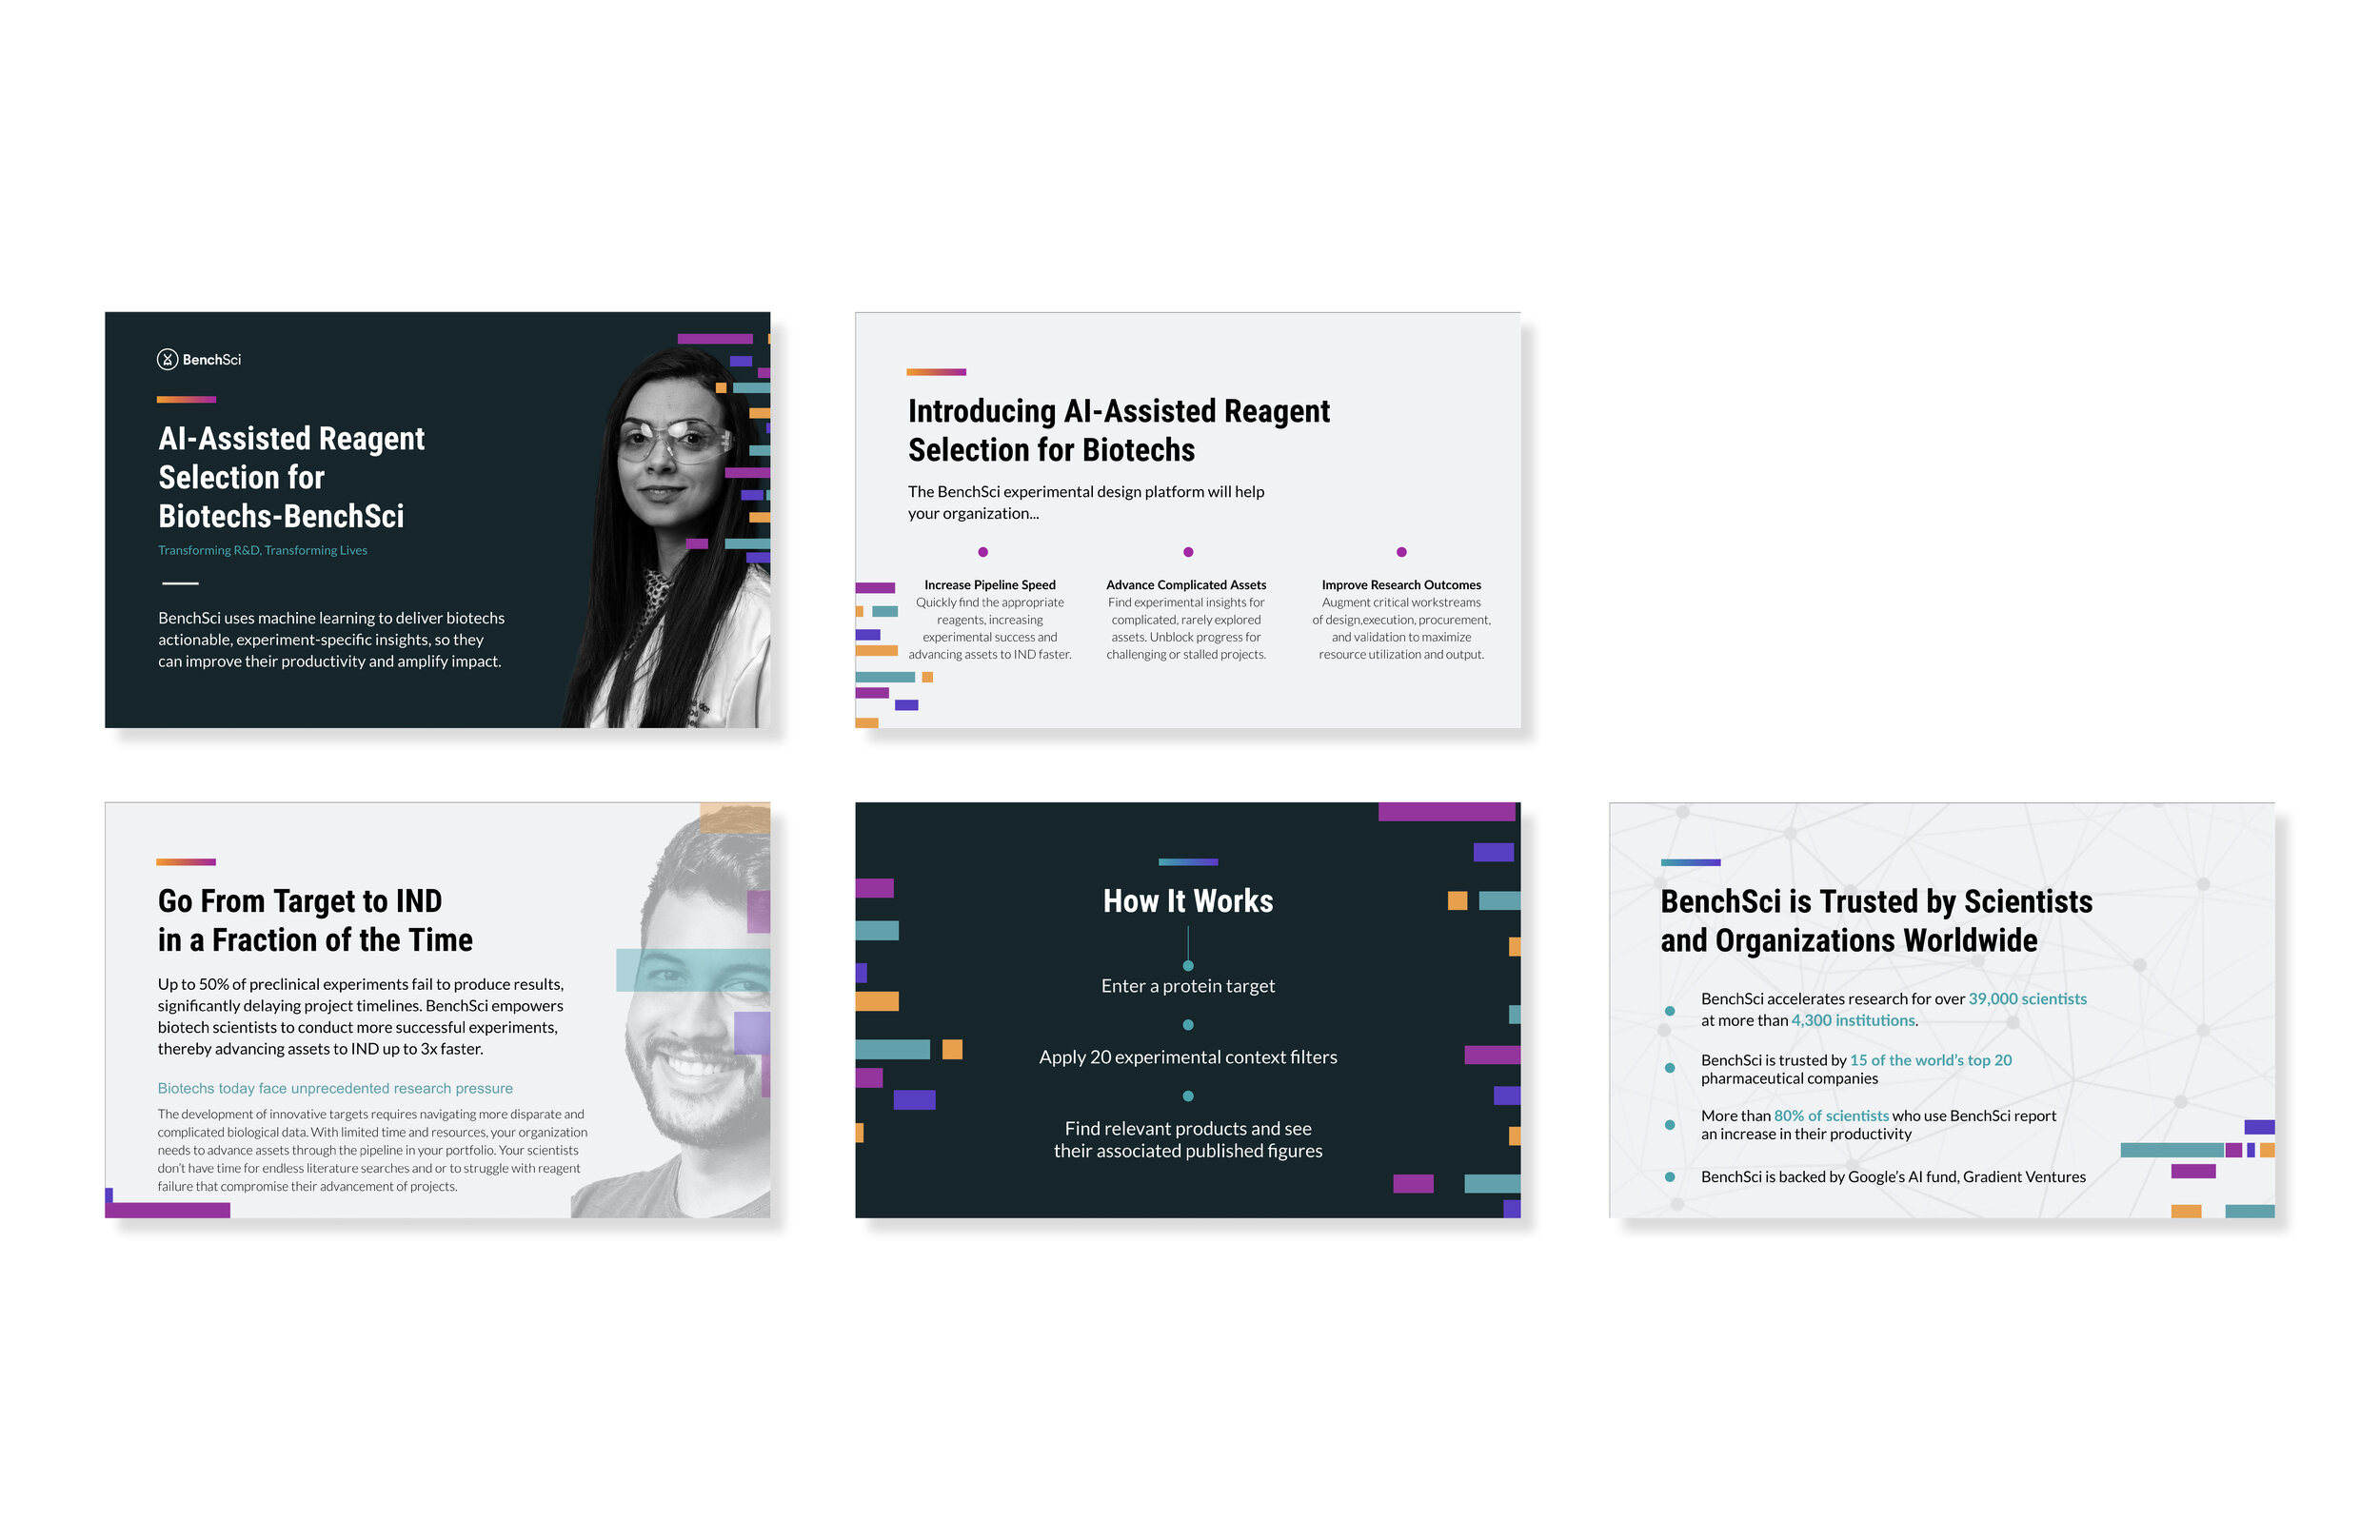 BenchSci
AI-Assisted Reagent
Selection for
Biotechs-BenchSci
Transforming R&D, Transforming Lives
BenchSci uses machine learning to deliver biotechs
actionable, experiment-specific insights, so they
can improve their productivity and amplify impact.
Introducing AI-Assisted Reagent
Selection for Biotechs
The BenchSci experimental design platform will help
your organization...
Increase Pipeline Speed
Quickly find the appropriate
reagents, increasing
experimental success and
advancing assets to IND faster.
Advance Complicated Assets
Find experimental insights for
complicated, rarely explored
assets. Unblock progress for
challenging or stalled projects.
Improve Research Outcomes
Augment critical workstreams
of design,execution, procurement,
and validation to maximize
resource utilization and output.
Go From Target to IND
in a Fraction of the Time
Up to 50% of preclinical experiments fail to produce results,
significantly delaying project timelines. BenchSci empowers
biotech scientists to conduct more successful experiments,
thereby advancing assets to IND up to 3x faster.
Biotechs today face unprecedented research pressure
The development of innovative targets requires navigating more disparate and
complicated biological data. With limited time and resources, your organization
needs to advance assets through the pipeline in your portfolio. Your scientists
don't have time for endless literature searches and or to struggle with reagent
failure that compromise their advancement of projects.
How It Works
Enter a protein target
Apply 20 experimental context filters
Find relevant products and see
their associated published figures
BenchSci is Trusted by Scientists
and Organizations Worldwide
BenchSci accelerates research for over 39,000 scientists
at more than 4,300 institutions.
BenchSci is trusted by 15 of the world's top 20
pharmaceutical companies
More than 80% of scientists who use BenchSci report
an increase in their productivity
BenchSci is backed by Google's AI fund, Gradient Ventures